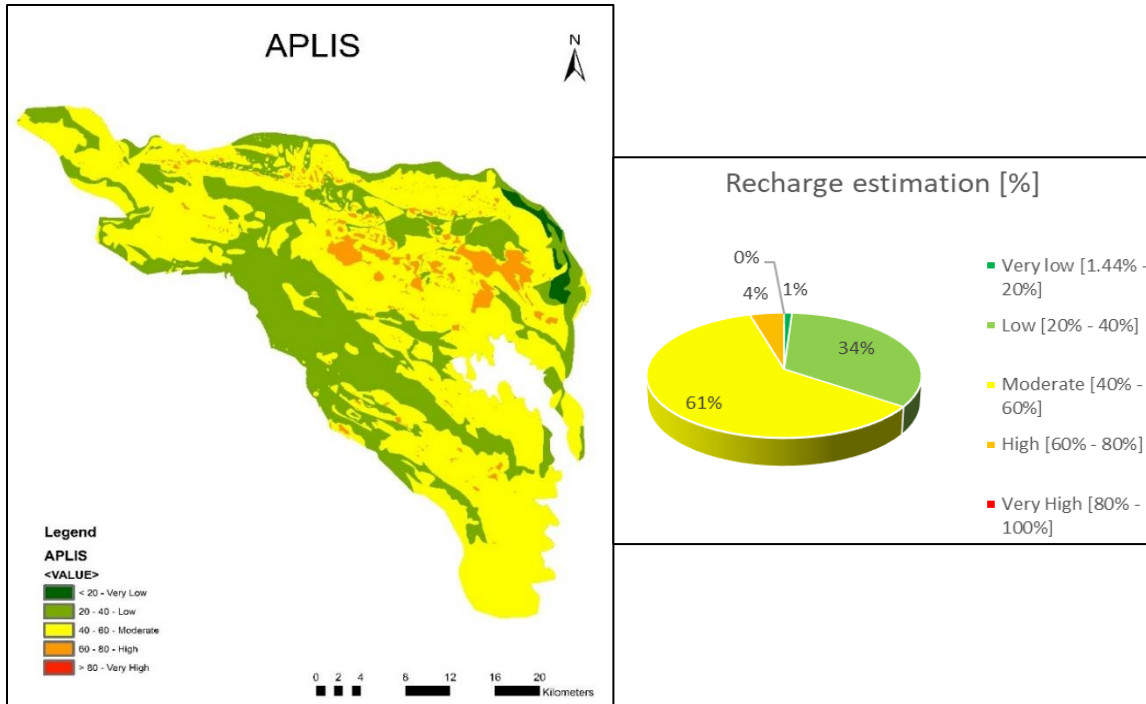 APLIS
N
Legend
APLIS
<VALUE>
< 20 - Very Low
20 - 40 - Low
40 - 60 - Moderate
60 - 80 - High
> 80 - Very High
0 2 4 8 12 16 20
Kilometers
Recharge estimation [%]
0%
4%
1%
34%
61%
Very low [1.44% -
20%]
Low [20% - 40%]
Moderate [40% -
60%]
High [60% - 80%]
Very High [80% -
100%]